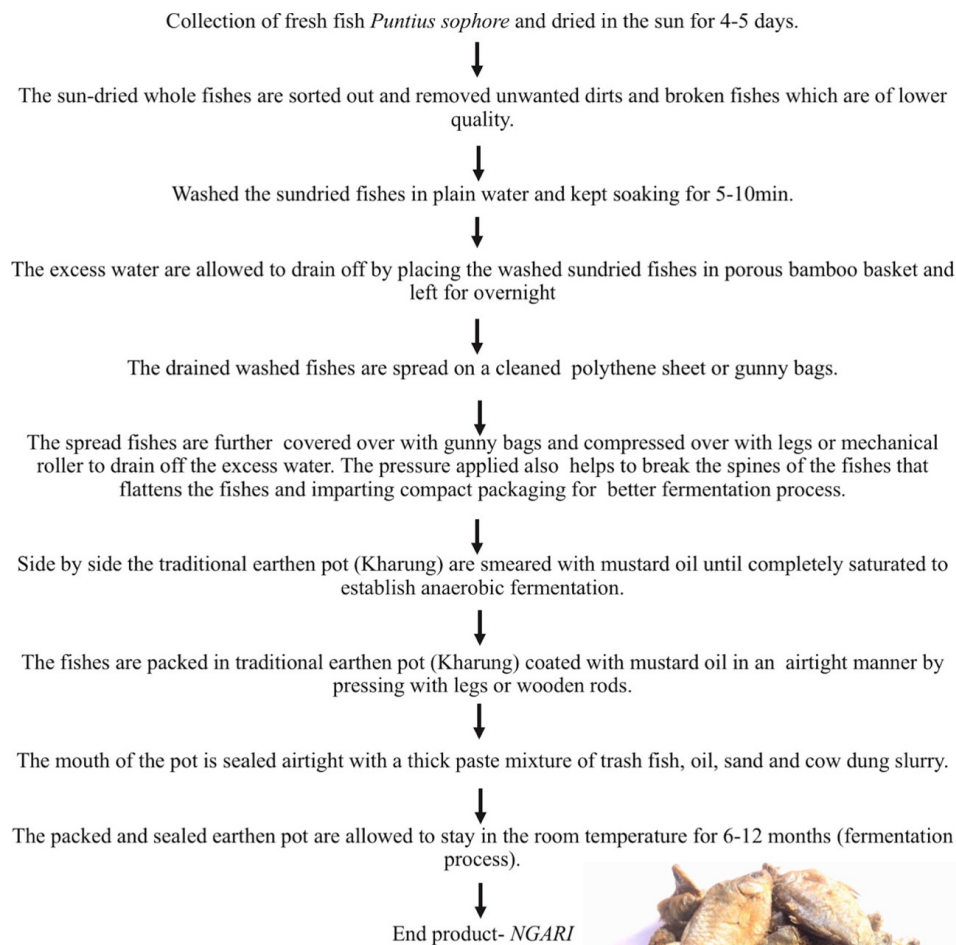 Collection of fresh fish Puntius sophore and dried in the sun for 4-5 days.
The sun-dried whole fishes are sorted out and removed unwanted dirts and broken fishes which are of lower
quality.
Washed the sundried fishes in plain water and kept soaking for 5-10min.
The excess water are allowed to drain off by placing the washed sundried fishes in porous bamboo basket and
left for overnight
The drained washed fishes are spread on a cleaned polythene sheet or gunny bags.
The spread fishes are further covered over with gunny bags and compressed over with legs or mechanical
roller to drain off the excess water. The pressure applied also helps to break the spines of the fishes that
flattens the fishes and imparting compact packaging for better fermentation process.
Side by side the traditional earthen pot (Kharung) are smeared with mustard oil until completely saturated to
establish anaerobic fermentation.
The fishes are packed in traditional earthen pot (Kharung) coated with mustard oil in an airtight manner by
pressing with legs or wooden rods.
The mouth of the pot is sealed airtight with a thick paste mixture of trash fish, oil, sand and cow dung slurry.
The packed and sealed earthen pot are allowed to stay in the room temperature for 6-12 months (fermentation
process).
End product- NGARI